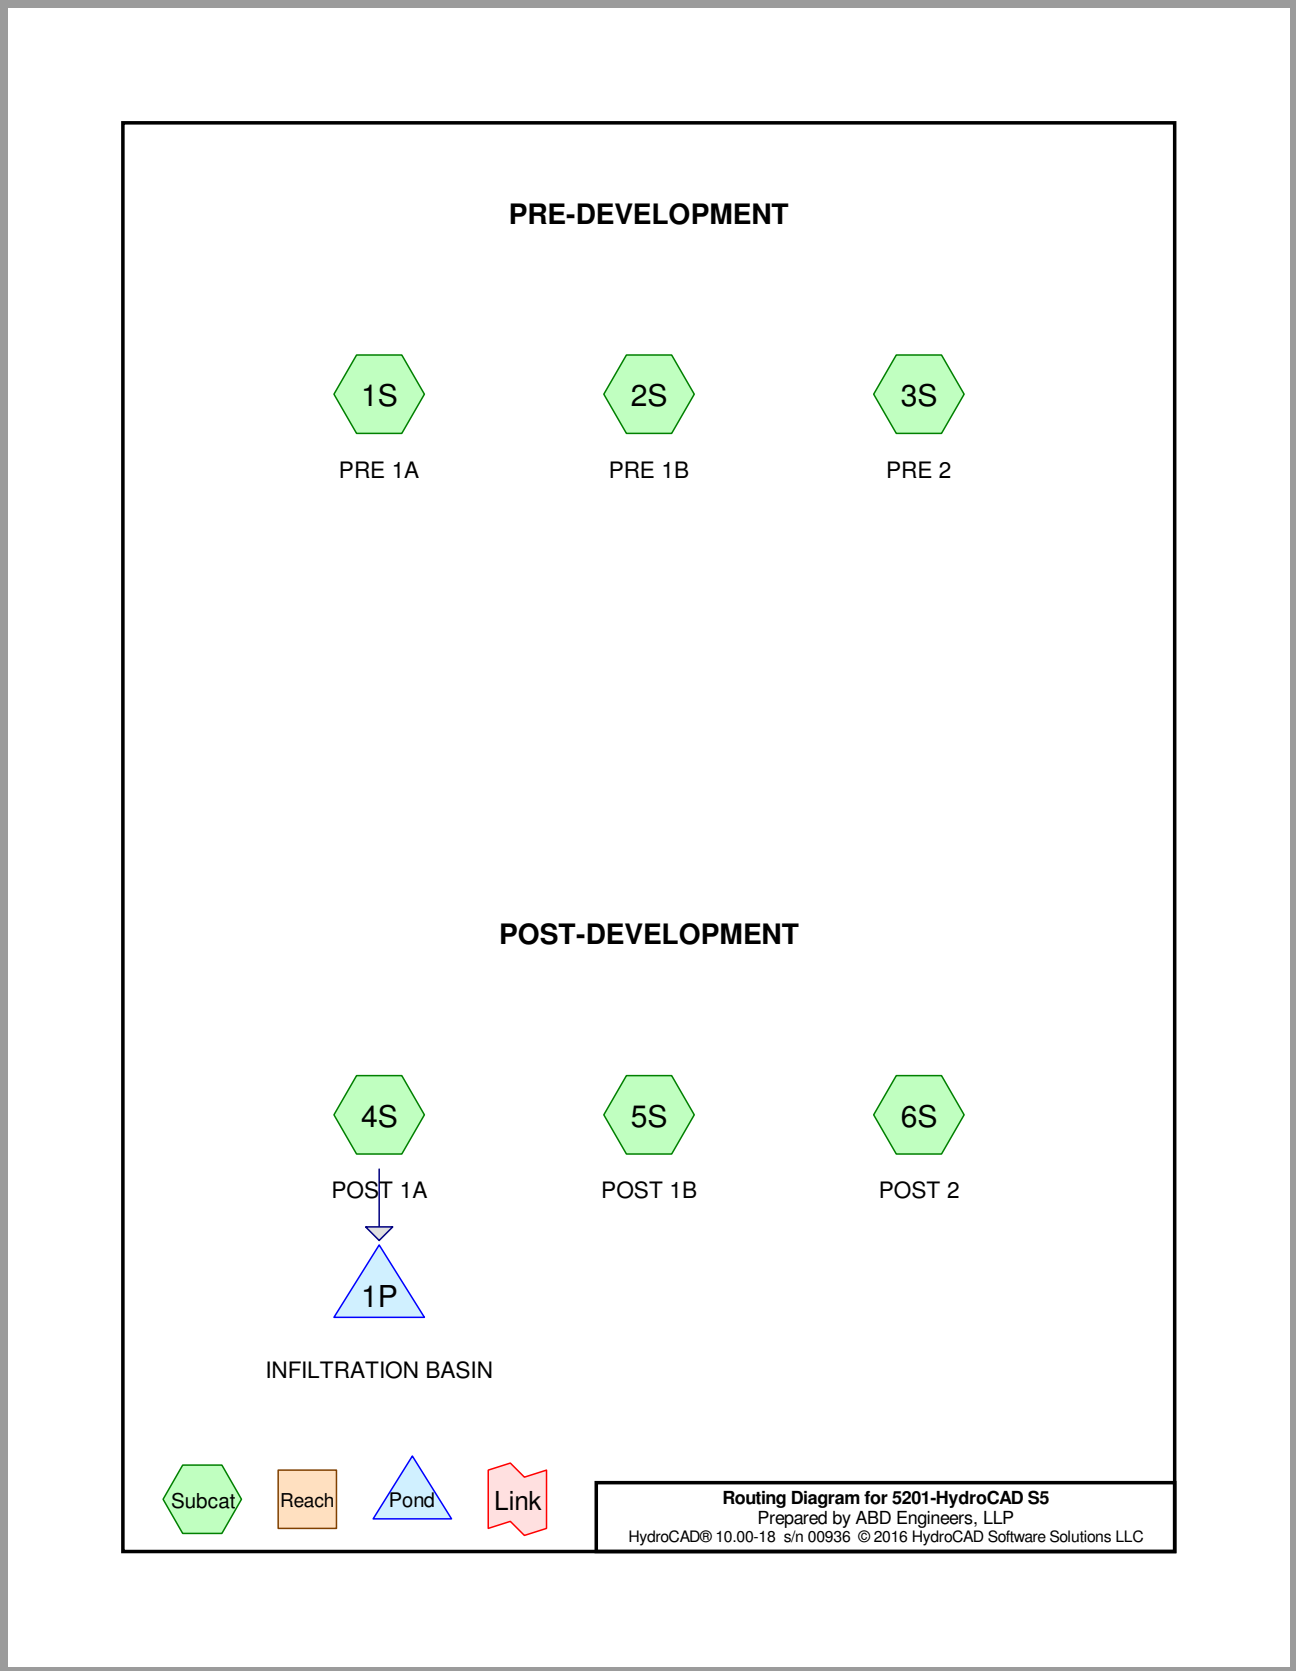 PRE-DEVELOPMENT
1S
2S
3S
PRE 1A
PRE 1B
PRE 2
POST-DEVELOPMENT
4S
5S
6S
POST 1A
POST 1B
POST 2
1P
INFILTRATION BASIN
Subcat
Reach
Pond
Link
Routing Diagram for 5201-HydroCAD S5
Prepared by ABD Engineers, LLP
HydroCAD® 10.00-18 s/n 00936 © 2016 HydroCAD Software Solutions LLC